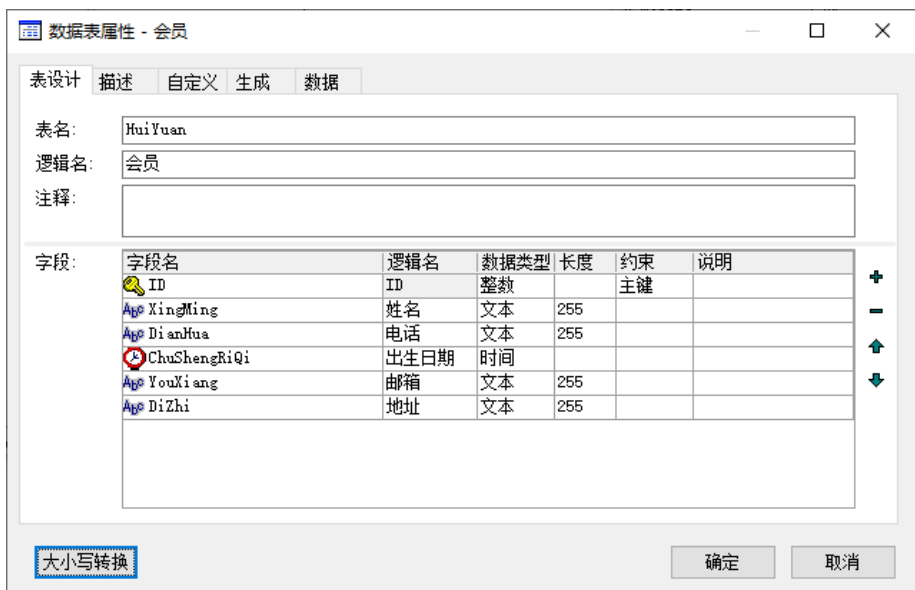 数据表属性 - 会员
表设计 描述 自定义 生成 数据
表名: HuiYuan
逻辑名: 会员
注释:
字段:
字段名 逻辑名 数据类型 长度 约束 说明
ID ID 整数 主键
XingMing 姓名 文本 255
DianHua 电话 文本 255
ChuShengRiQi 出生日期 时间
YouXiang 邮箱 文本 255
DiZhi 地址 文本 255
大小写转换 确定 取消